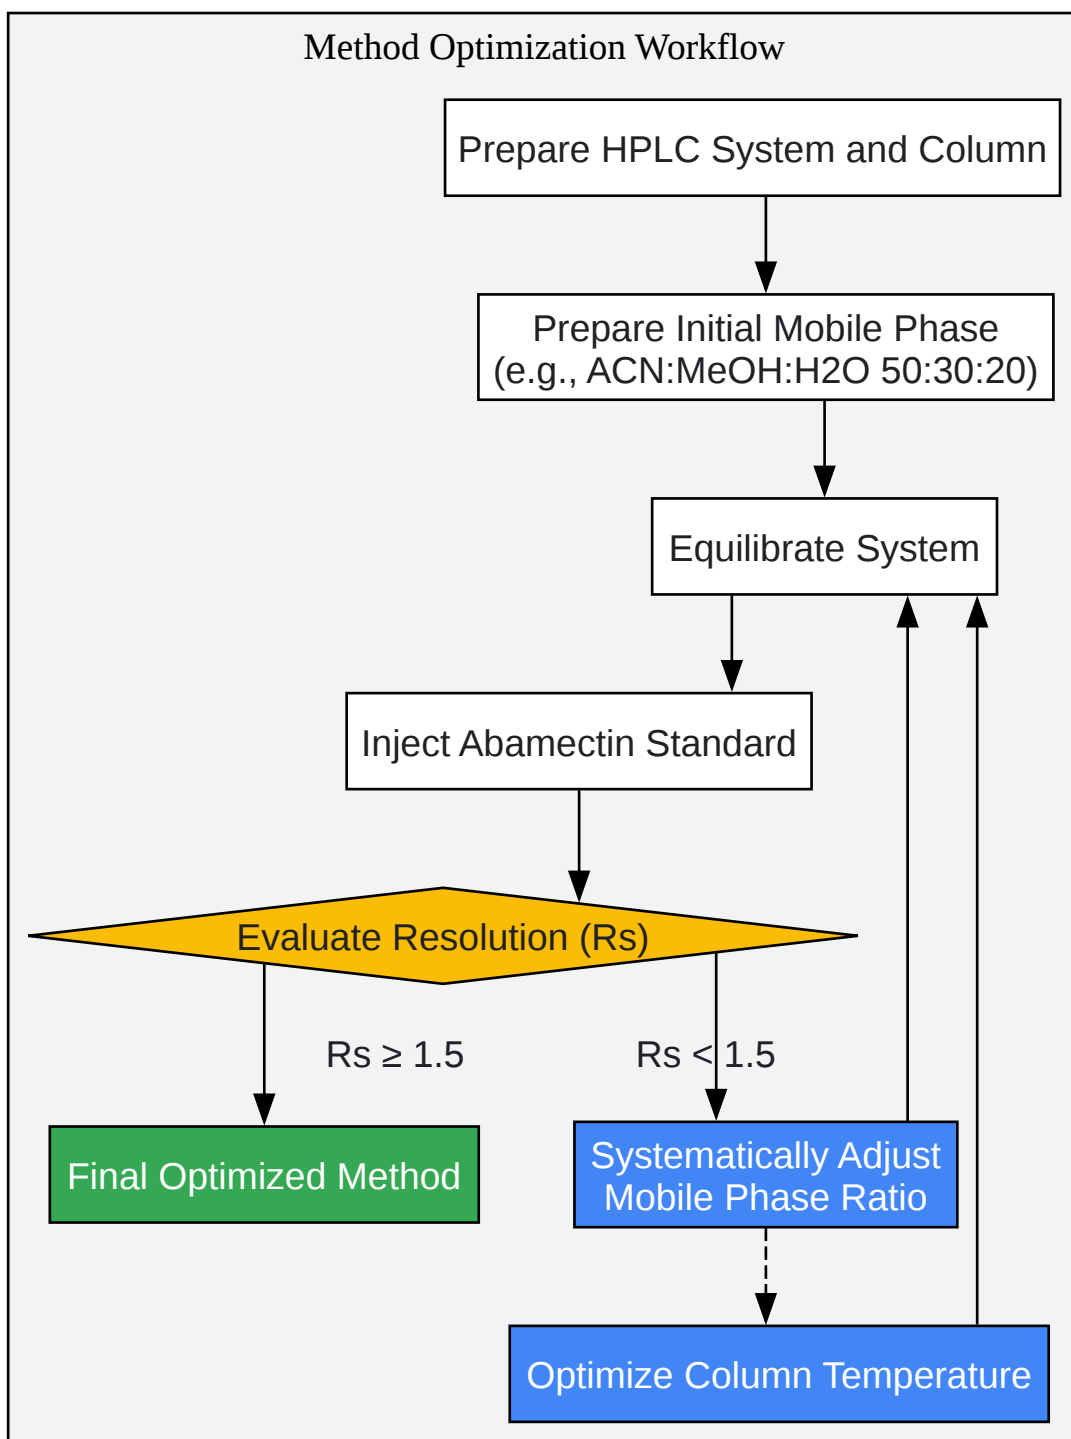 Method Optimization Workflow
Prepare HPLC System and Column
Prepare Initial Mobile Phase
(e.g., ACN:MeOH:H2O 50:30:20)
Equilibrate System
Inject Abamectin Standard
Evaluate Resolution (Rs)
Rs ≥ 1.5
Rs < 1.5
Final Optimized Method
Systematically Adjust
Mobile Phase Ratio
Optimize Column Temperature